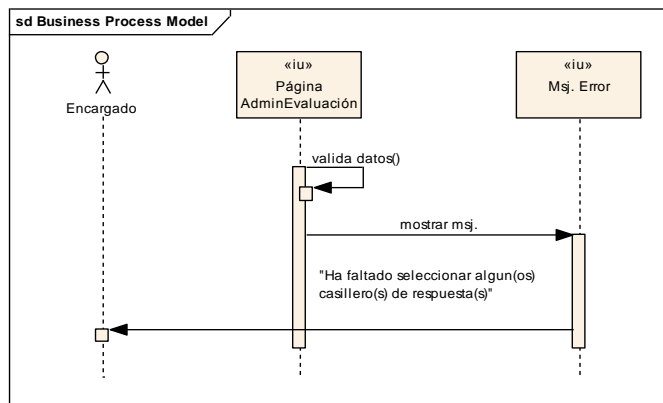 sd Business Process Model
Encargado
«iu»
Página
AdminEvaluación
«iu»
Msj. Error
valida datos()
mostrar msj.
"Ha faltado seleccionar algun(os)
casillero(s) de respuesta(s)"